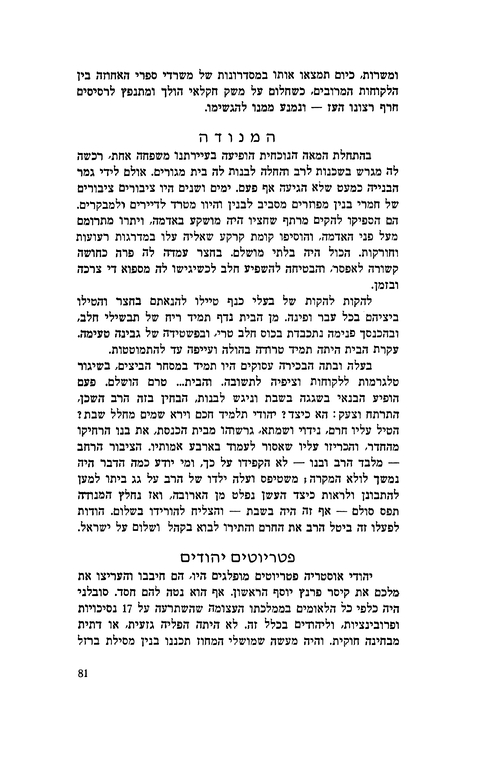 ומשרות, כיום תמצאו אותו במסדרונות של משרדי ספרי האחוזה בין
הלקוחות המרובים, כשחלום על משק חקלאי הולך ומתנפץ לרסיסים
חרף רצונו העז — ונמנע ממנו להגשימו.
המנודה
בהתחלת המאה הנוכחית הופיעה בעיירתנו משפחה אחת, רכשה
לה מגרש בשכנות לרב והחלה לבנות לה בית מגורים. אולם לידי גמר
הבנייה כמעט שלא הגיעה אף פעם. ימים ושנים היו ציבורים ציבורים
של חמרי בנין מפוזרים מסביב לבנין והיוו מטרד לדיירים ולמבקרים.
הם הספיקו להקים מרתף שחציו היה מושקע באדמה, ויתרו מתרומם
מעל פני האדמה, והוסיפו קומת קרקע שאליה עלו במדרגות רעועות
וחורקות. הכול היה בלתי מושלם. בחצר עמדה לה פרה כחושה
קשורה לאפסר, והבטיחה להשפיע חלב לכשיגישו לה מספוא די צרכה
ובזמן.
להקות להקות של בעלי כנף טיילו להנאתם בחצר והטילו
ביציהם בכל עבר ופינה. מן הבית נדף תמיד ריח של תבשילי חלב,
ובהכנסך פנימה נתכבדת בכוס חלב טרי, ובפשטידה של גבינה טעימה.
עקרת הבית היתה תמיד טרודה בהולה ועייפה עד להתמוטטות.
בעלה ובתה הבכירה עסוקים היו תמיד במסחר הביצים, בשיגור
טלגרמות ללקוחות וציפיה לתשובה. והבית... טרם הושלם. פעם
הופיע הבנאי בשגגה בשבת וניגש לבנות, הבחין בזה הרב השכן,
התרתח וצעק: הא כיצד? יהודי תלמיד חכם וירא שמים מחלל שבת?
הטיל עליו חרם, נידוי ושמתא, גרשוהו מבית הכנסת, את בנו הרחיקו
מהחדר, והכריזו עליו שאסור לעמוד בארבע אמותיו. הציבור הרחב
— מלבד הרב ובנו — לא הקפידו על כך, ומי יודע כמה הדבר היה
נמשך לולא המקרה; משטיפס ועלה ילדו של הרב על גג ביתו למען
להתבונן ולראות כיצד העשן נפלט מן הארובה, ואז נחלץ המנודה
תפס סולם — אף זה היה בשבת — והצליח להורידו בשלום. הודות
לפעלו זה ביטל הרב את החרם והתירו לבוא בקהל ושלום על ישראל.
פטריוטים יהודים
יהודי אוסטריה פטריוטים מופלגים היו, הם חיבבו והעריצו את
מלכם את קיסר פרנץ יוסף הראשון. אף הוא נטה להם חסד. סובלני
היה כלפי כל הלאומים בממלכתו העצומה שהשתרעה על 17 נסיכויות
ופרובינציות, וליהודים בכלל זה. לא היתה הפליה גזעית, או דתית
מבחינה חוקית. והיה מעשה שמושלי המחוז תכננו בנין מסילת ברזל
81